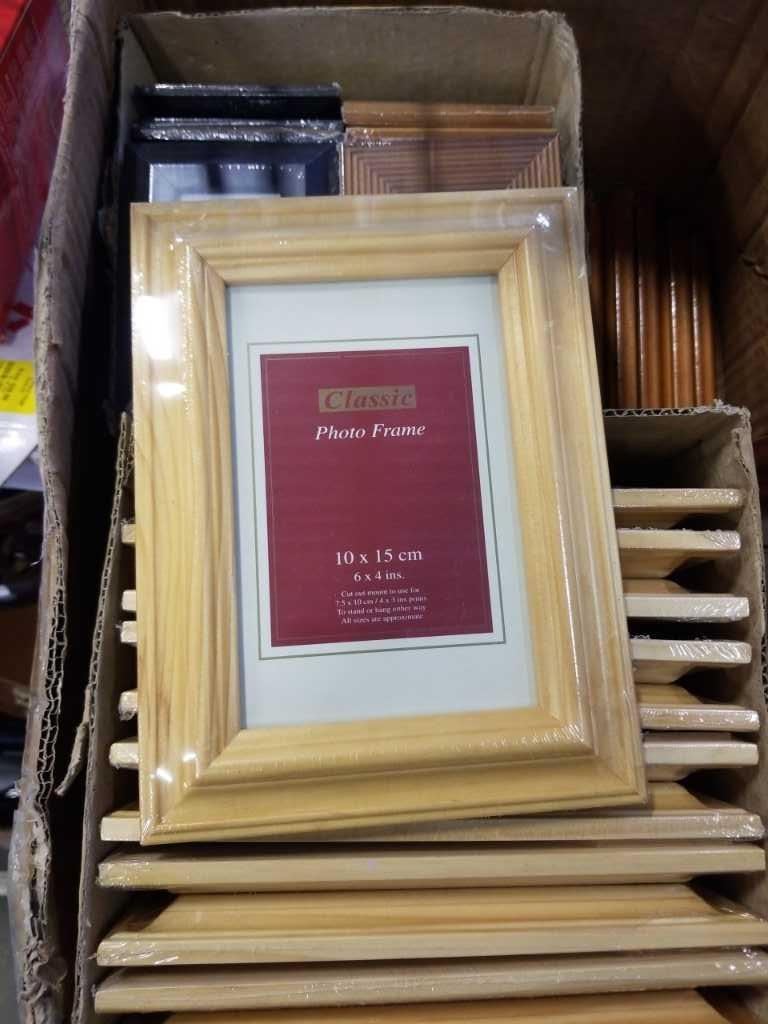 Classic
Photo Frame
10 x 15 cm
6 x 4 ins.
Cut out mount to use for
7.5 x 10 cm / 4 x 3 ins prints
To stand or hang either way
All sizes are approximate